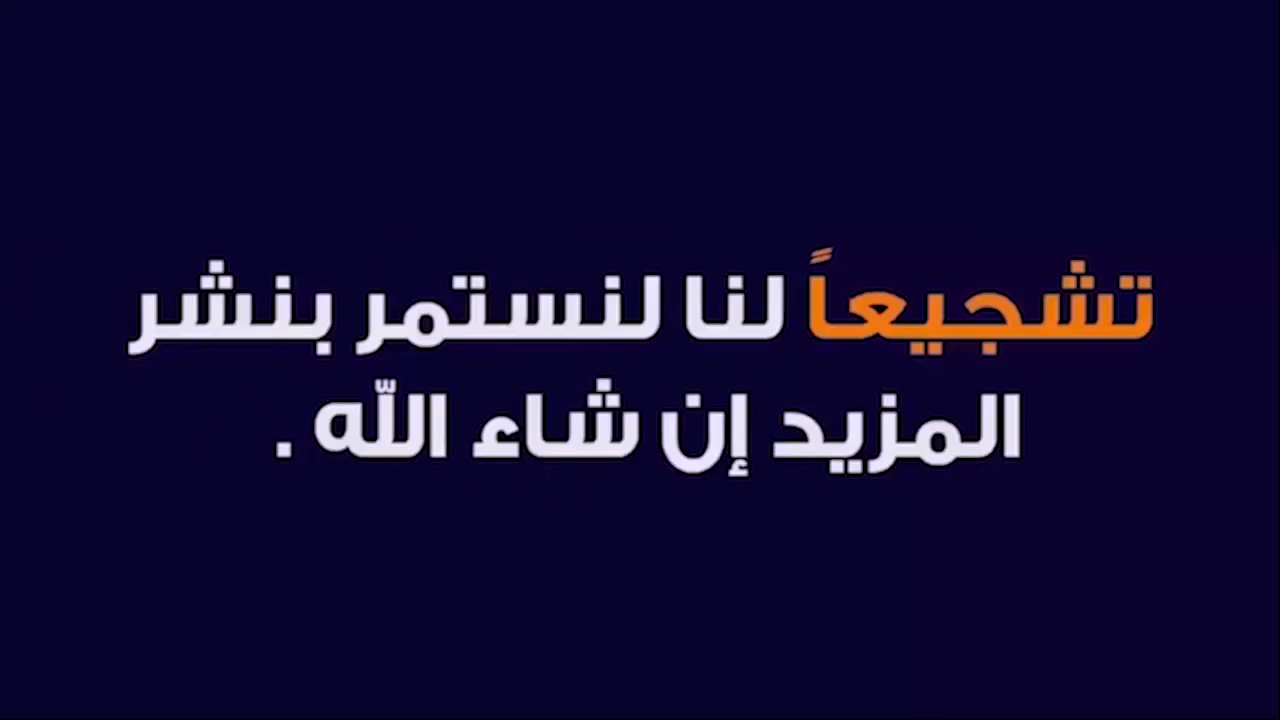 تشجيعاً لنا لنستمر بنشر
المزيد إن شاء اللّه .